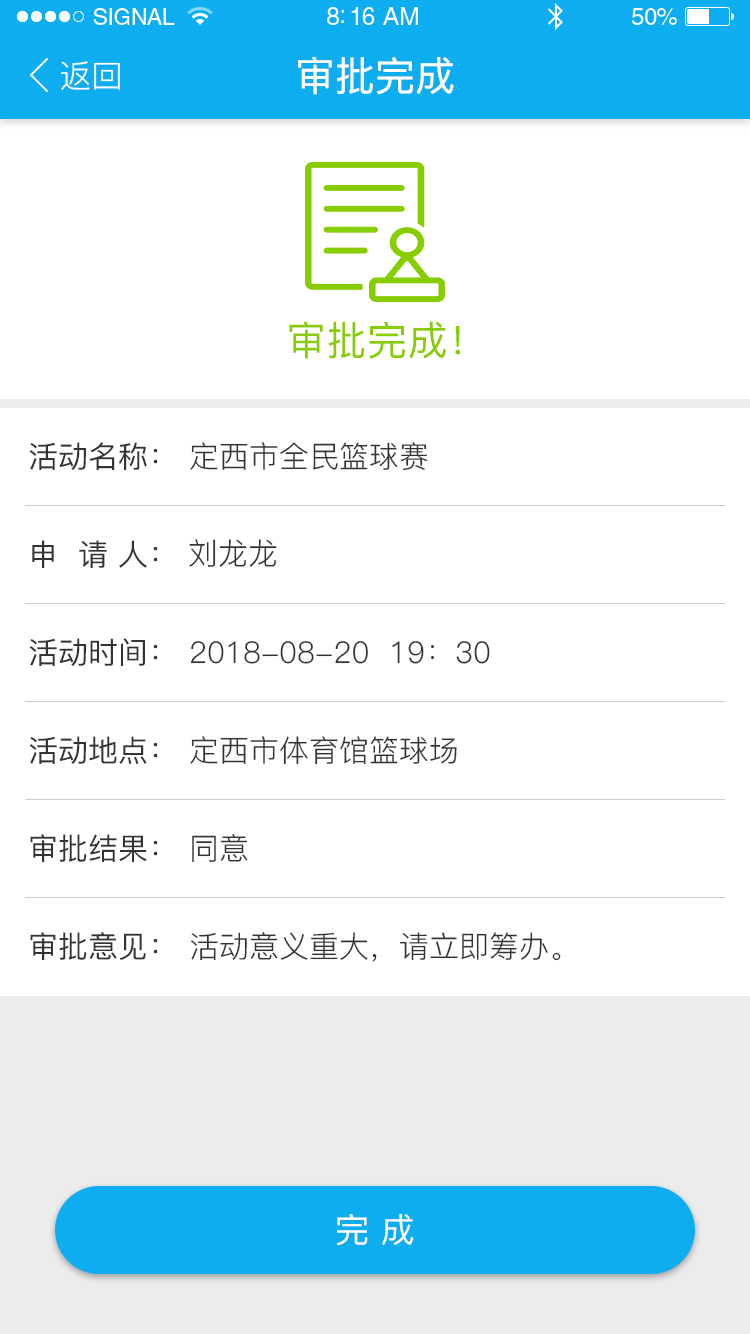 SIGNAL 8:16 AM 50%
返回 审批完成
审批完成！
活动名称： 定西市全民篮球赛
申 请 人： 刘龙龙
活动时间： 2018-08-20 19：30
活动地点： 定西市体育馆篮球场
审批结果： 同意
审批意见： 活动意义重大，请立即筹办。
完 成